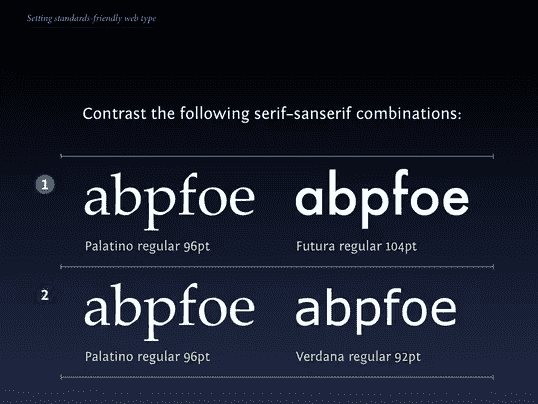 Setting standards-friendly web type
Contrast the following serif-sanserif combinations:
1
abpfoe abpfoe
Palatino regular 96pt Futura regular 104pt
2
abpfoe abpfoe
Palatino regular 96pt Verdana regular 92pt